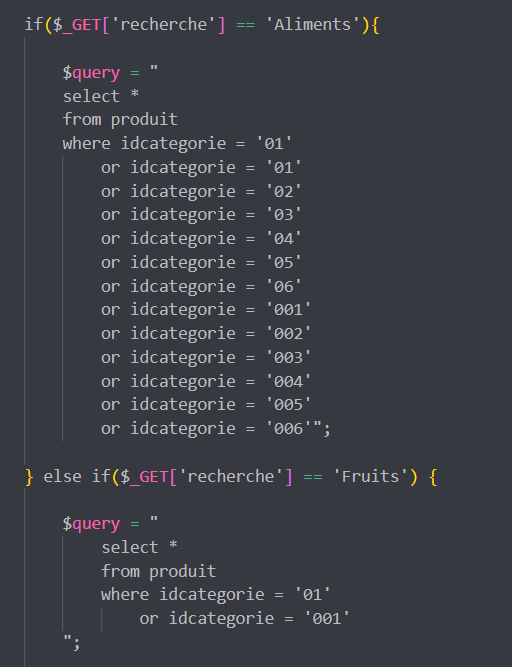 if($_GET['recherche'] == 'Aliments'){
$query = "
select *
from produit
where idcategorie = '01'
or idcategorie = '01'
or idcategorie = '02'
or idcategorie = '03'
or idcategorie = '04'
or idcategorie = '05'
or idcategorie = '06'
or idcategorie = '001'
or idcategorie = '002'
or idcategorie = '003'
or idcategorie = '004'
or idcategorie = '005'
or idcategorie = '006'";
} else if($_GET['recherche'] == 'Fruits') {
$query = "
select *
from produit
where idcategorie = '01'
or idcategorie = '001'
";